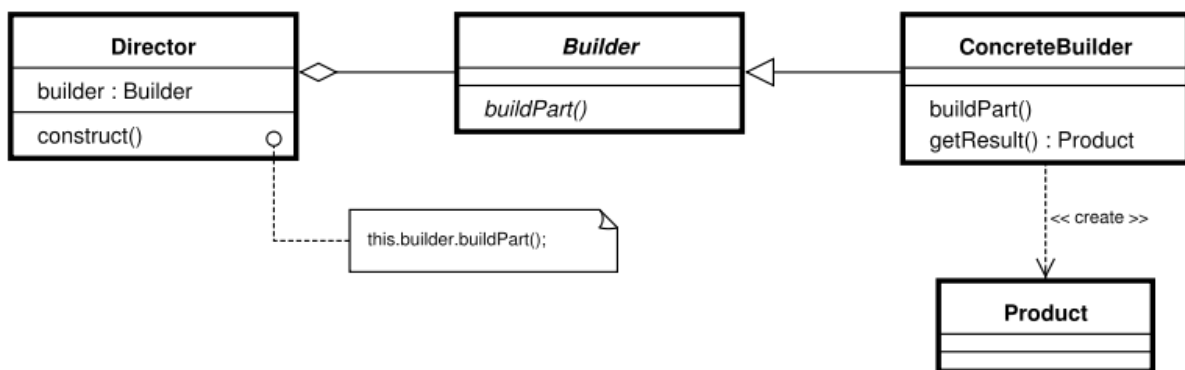 Director
builder : Builder
construct()
this.builder.buildPart();
Builder
buildPart()
ConcreteBuilder
buildPart()
getResult() : Product
<< create >>
Product